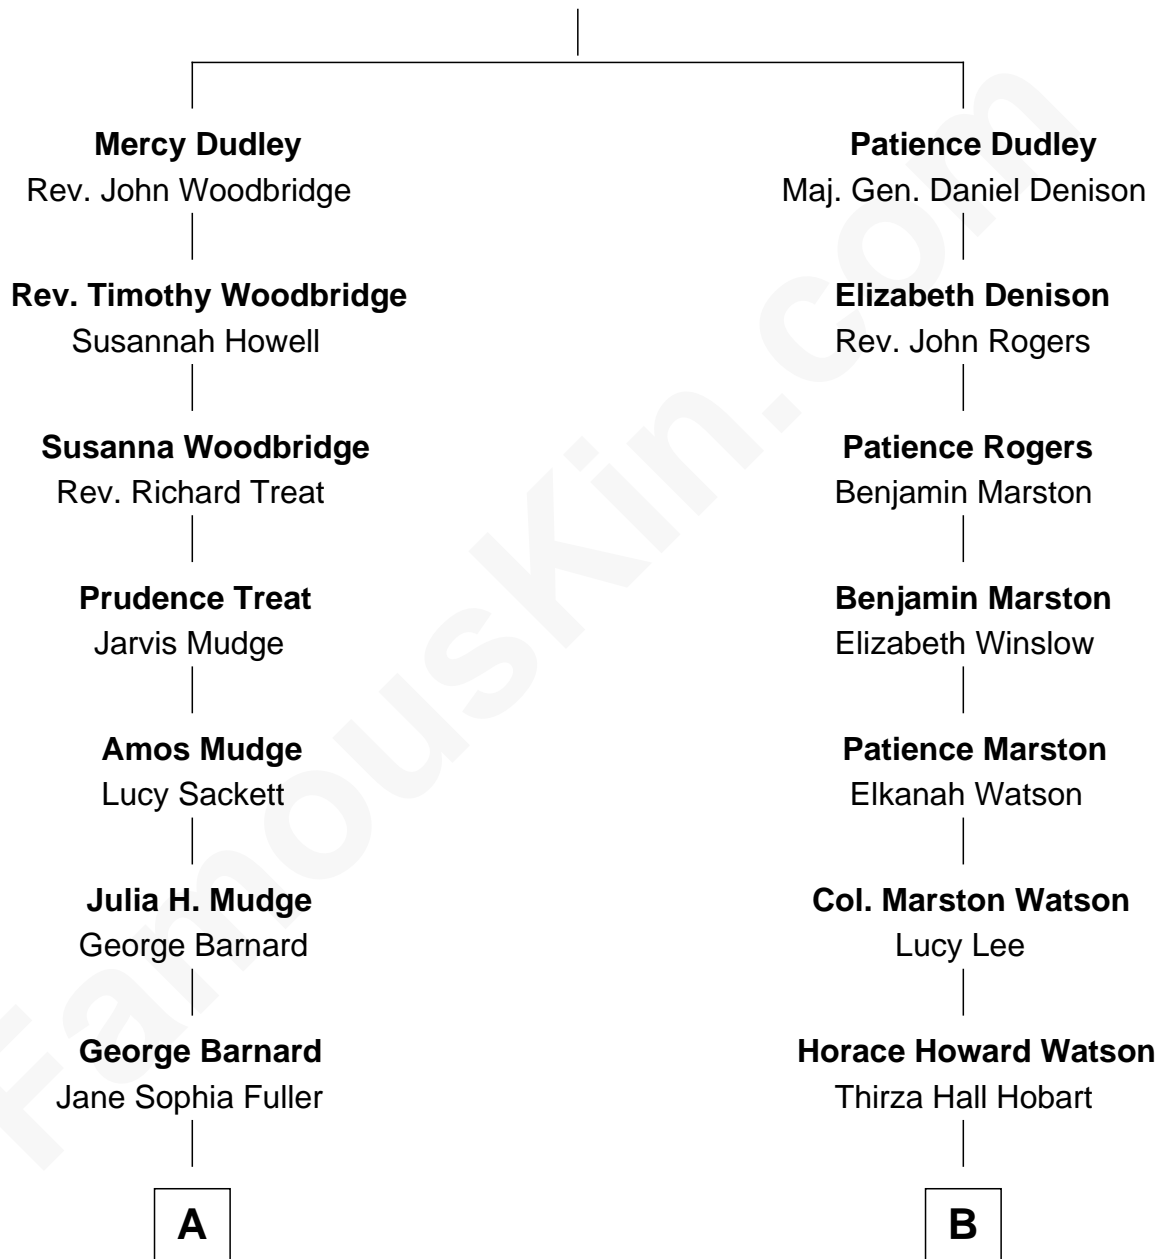 Mercy Dudley
Rev. John Woodbridge
Rev. Timothy Woodbridge
Susannah Howell
Susanna Woodbridge
Rev. Richard Treat
Prudence Treat
Jarvis Mudge
Amos Mudge
Lucy Sackett
Julia H. Mudge
George Barnard
George Barnard
Jane Sophia Fuller
A
Patience Dudley
Maj. Gen. Daniel Denison
Elizabeth Denison
Rev. John Rogers
Patience Rogers
Benjamin Marston
Benjamin Marston
Elizabeth Winslow
Patience Marston
Elkanah Watson
Col. Marston Watson
Lucy Lee
Horace Howard Watson
Thirza Hall Hobart
B
FamousKin.com